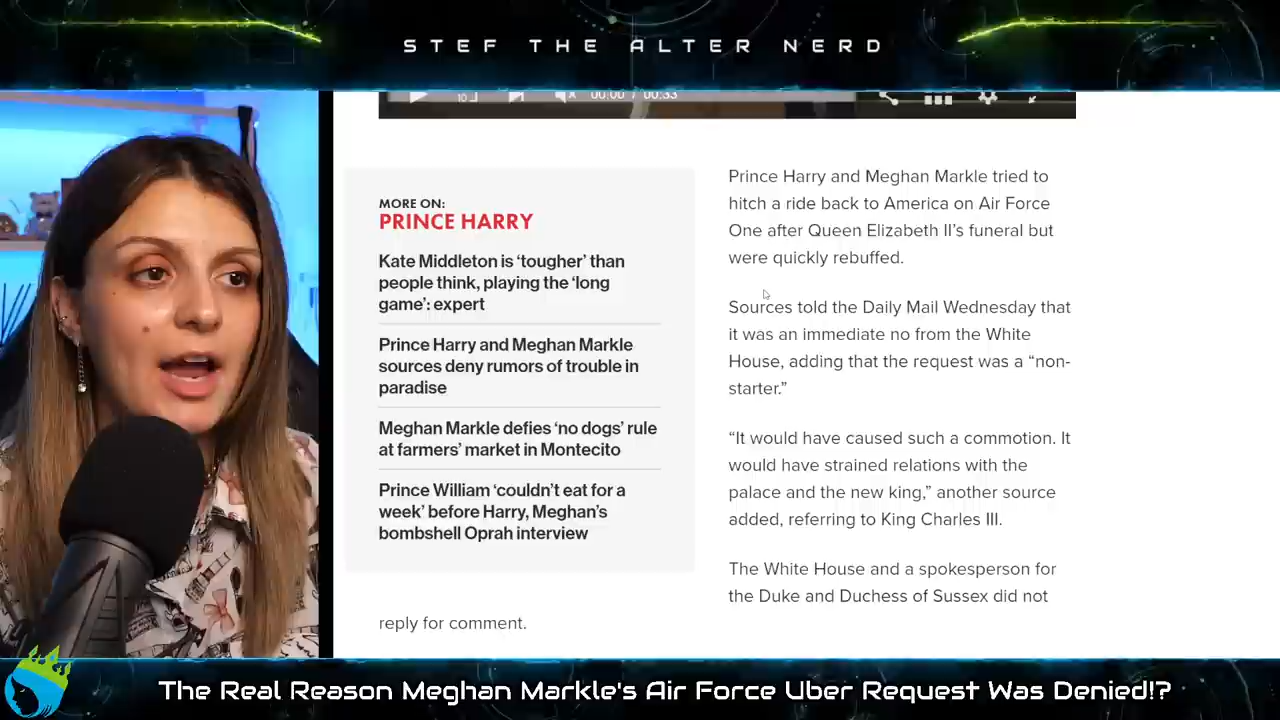 STEF THE ALTER NERD
10
00:00 / 00:33
MORE ON:
PRINCE HARRY
Kate Middleton is ‘tougher’ than
people think, playing the ‘long
game’: expert
Prince Harry and Meghan Markle
sources deny rumors of trouble in
paradise
Meghan Markle defies ‘no dogs’ rule
at farmers’ market in Montecito
Prince William ‘couldn’t eat for a
week’ before Harry, Meghan’s
bombshell Oprah interview
Prince Harry and Meghan Markle tried to
hitch a ride back to America on Air Force
One after Queen Elizabeth II’s funeral but
were quickly rebuffed.
Sources told the Daily Mail Wednesday that
it was an immediate no from the White
House, adding that the request was a “non-
starter.”
“It would have caused such a commotion. It
would have strained relations with the
palace and the new king,” another source
added, referring to King Charles III.
The White House and a spokesperson for
the Duke and Duchess of Sussex did not
reply for comment.
The Real Reason Meghan Markle's Air Force Uber Request Was Denied!?